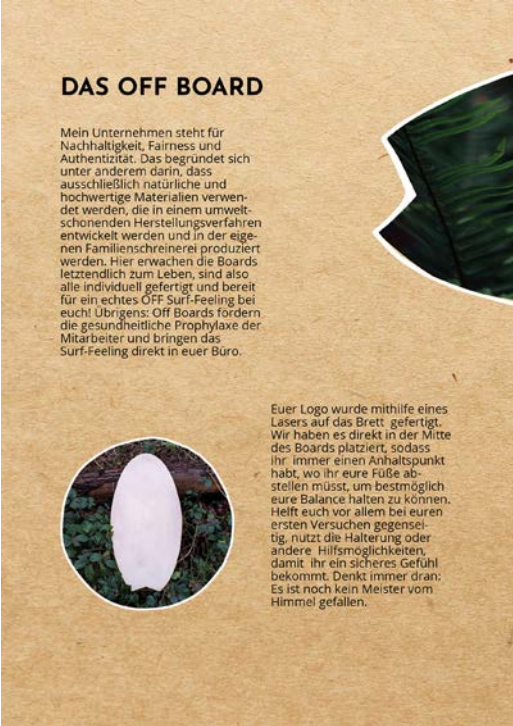 DAS OFF BOARD
Mein Unternehmen steht für
Nachhaltigkeit, Fairness und
Authentizität. Das begründet sich
unter anderem darin, dass
ausschließlich natürliche und
hochwertige Materialien verwen-
det werden, die in einem umwelt-
schonenden Herstellungsverfahren
entwickelt werden und in der eige-
nen Familienschreinerei produziert
werden. Hier erwachen die Boards
letztendlich zum Leben, sind also
alle individuell gefertigt und bereit
für ein echtes OFF Surf-Feeling bei
euch! Übrigens: Off Boards fördern
die gesundheitliche Prophylaxe der
Mitarbeiter und bringen das
Surf-Feeling direkt in euer Büro.
Euer Logo wurde mithilfe eines
Lasers auf das Brett gefertigt.
Wir haben es direkt in der Mitte
des Boards platziert, sodass
ihr immer einen Anhaltspunkt
habt, wo ihr eure Füße ab-
stellen müsst, um bestmöglich
eure Balance halten zu können.
Helft euch vor allem bei euren
ersten Versuchen gegensei-
tig, nutzt die Halterung oder
andere Hilfsmöglichkeiten,
damit ihr ein sicheres Gefühl
bekommt. Denkt immer dran:
Es ist noch kein Meister vom
Himmel gefallen.